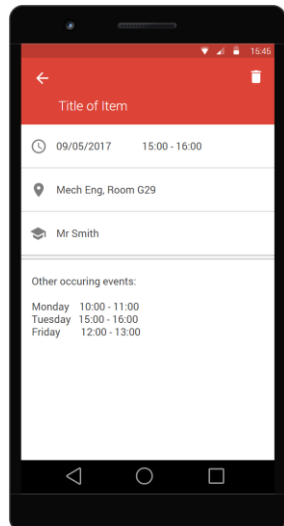 15:45
Title of Item
09/05/2017 15:00 - 16:00
Mech Eng, Room G29
Mr Smith
Other occuring events:
Monday 10:00 - 11:00
Tuesday 15:00 - 16:00
Friday 12:00 - 13:00